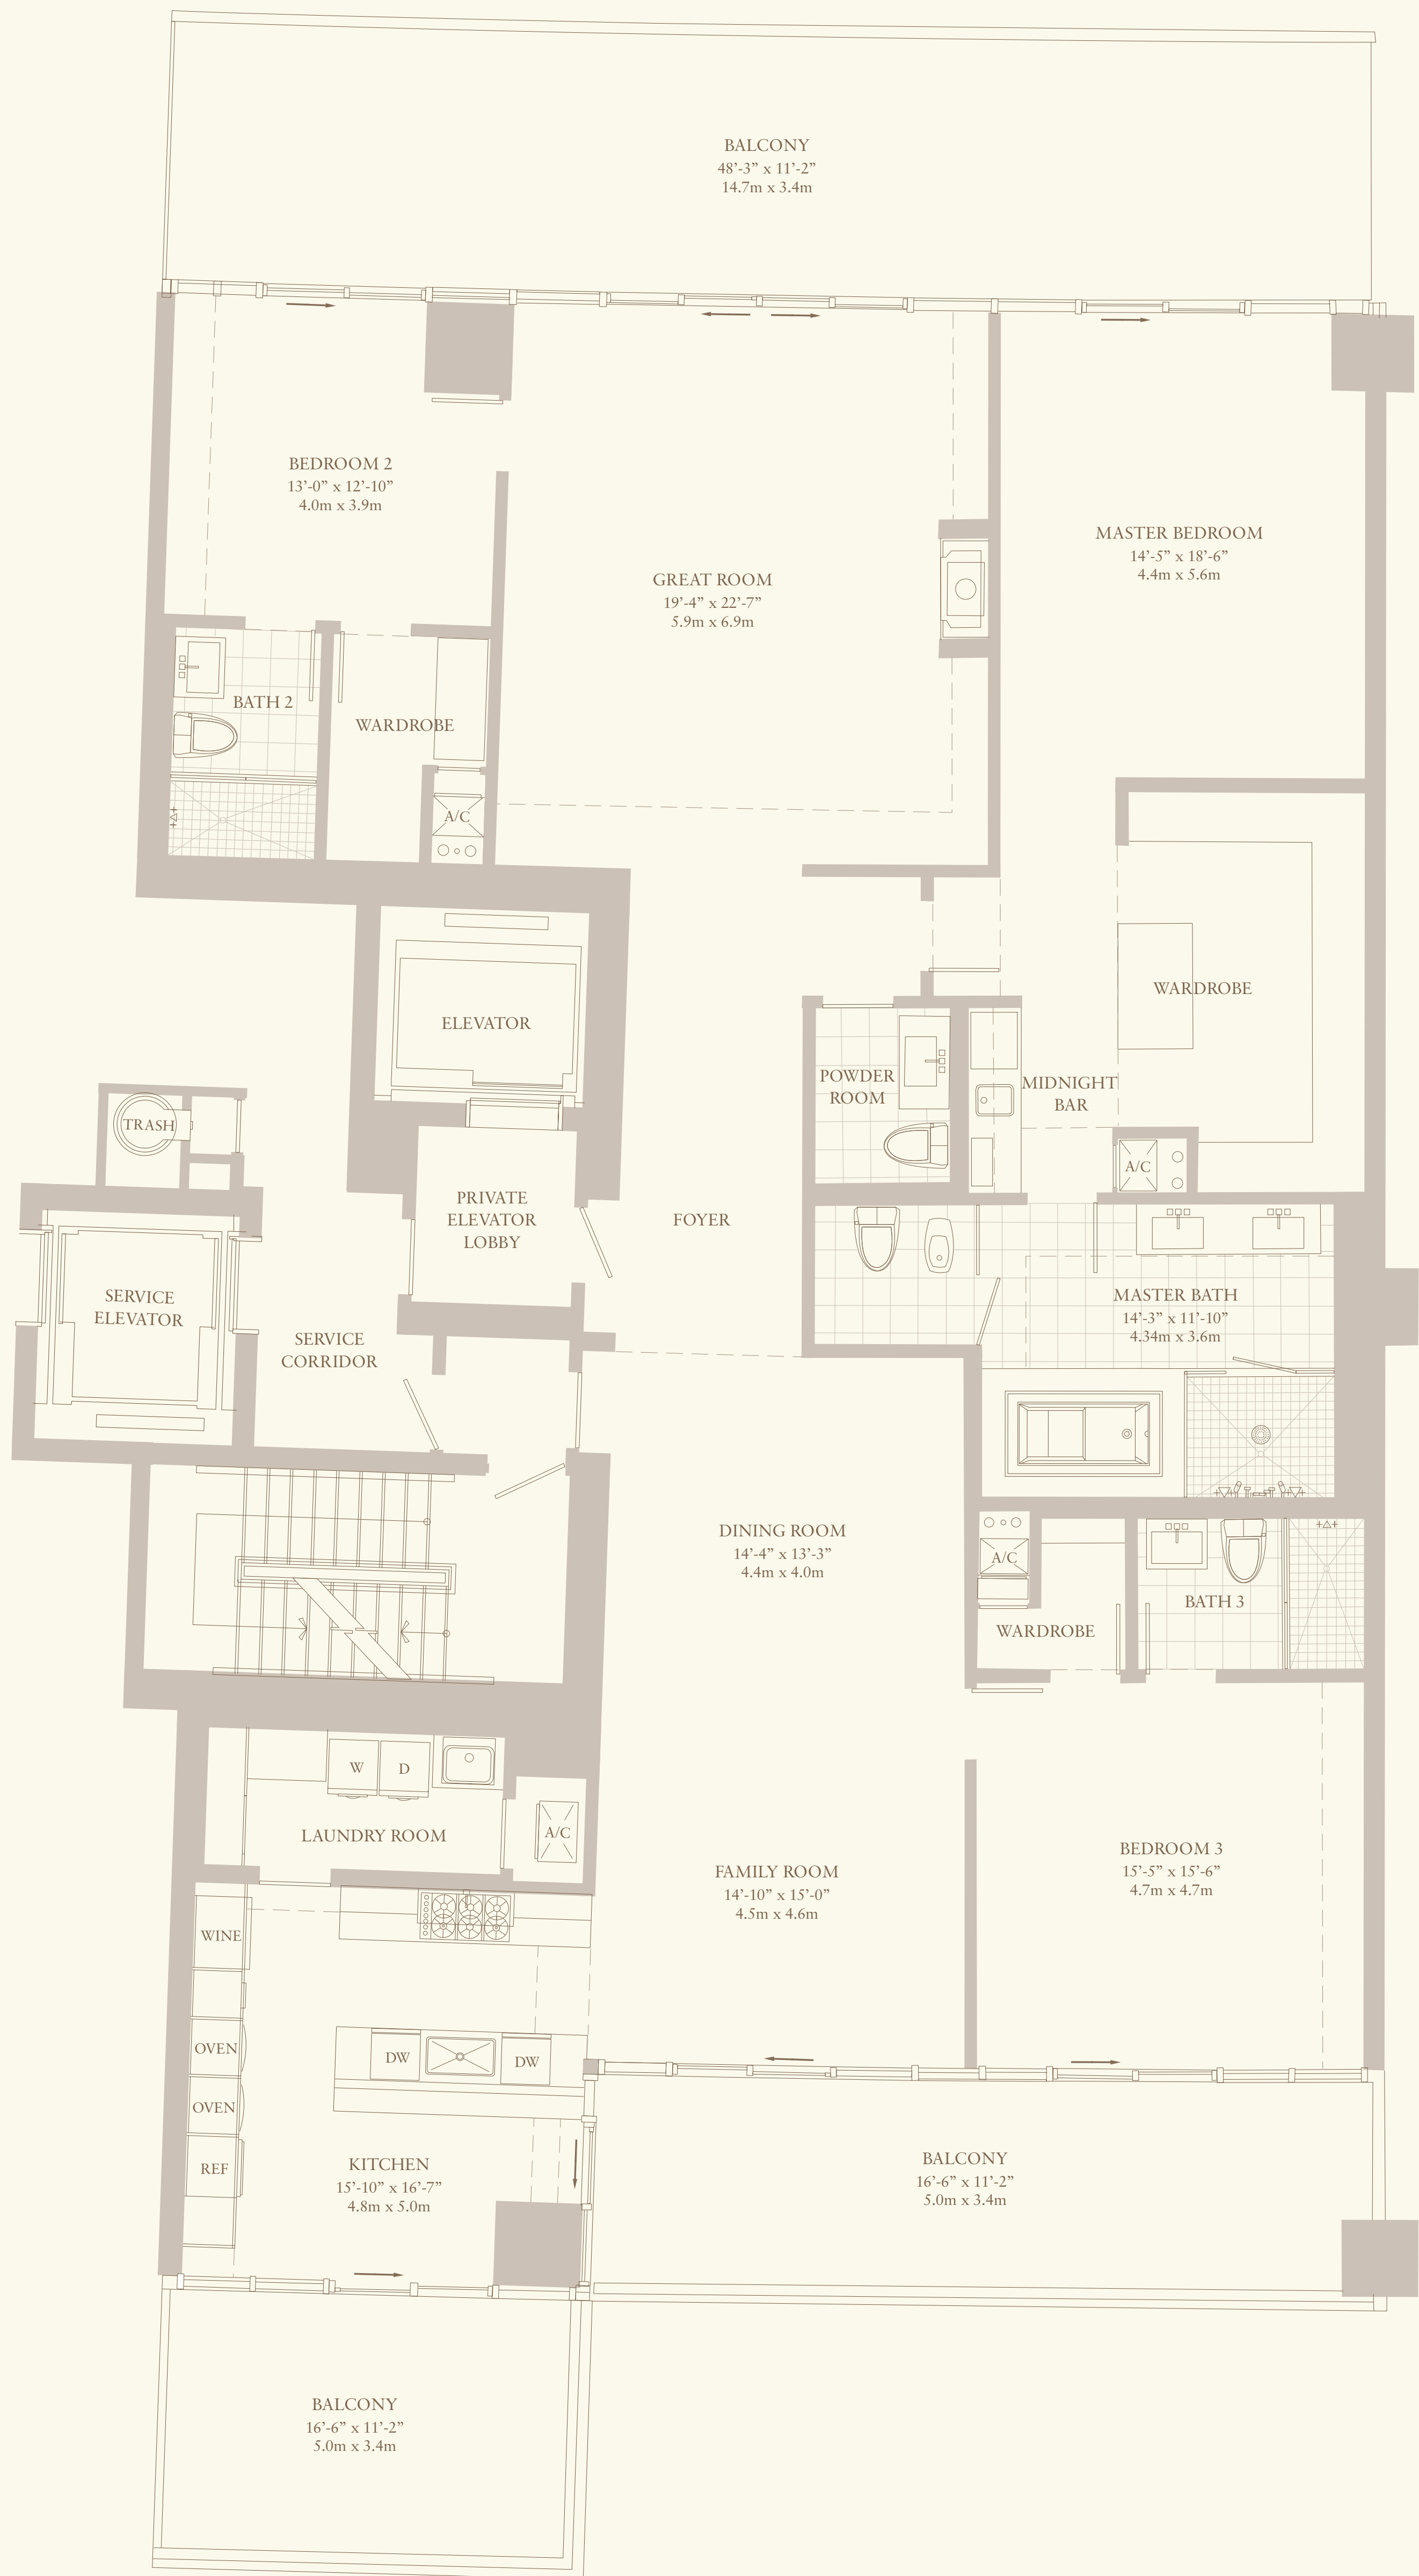 BALCONY
48’-3” x 11’-2”
14.7m x 3.4m
BEDROOM 2
13’-0” x 12’-10”
4.0m x 3.9m
MASTER BEDROOM
14’-5” x 18’-6”
4.4m x 5.6m
GREAT ROOM
19’-4” x 22’-7”
5.9m x 6.9m
BATH 2
WARDROBE
A/C
WARDROBE
ELEVATOR
POWDER
ROOM
MIDNIGHT
BAR
TRASH
A/C
PRIVATE
ELEVATOR
LOBBY
FOYER
SERVICE
ELEVATOR
SERVICE
CORRIDOR
MASTER BATH
14’-3” x 11’-10”
4.34m x 3.6m
DINING ROOM
14’-4” x 13’-3”
4.4m x 4.0m
A/C
WARDROBE
BATH 3
W
D
LAUNDRY ROOM
A/C
FAMILY ROOM
14’-10” x 15’-0”
4.5m x 4.6m
BEDROOM 3
15’-5” x 15’-6”
4.7m x 4.7m
WINE
OVEN
DW
DW
OVEN
REF
KITCHEN
15’-10” x 16’-7”
4.8m x 5.0m
BALCONY
16’-6” x 11’-2”
5.0m x 3.4m
BALCONY
16’-6” x 11’-2”
5.0m x 3.4m